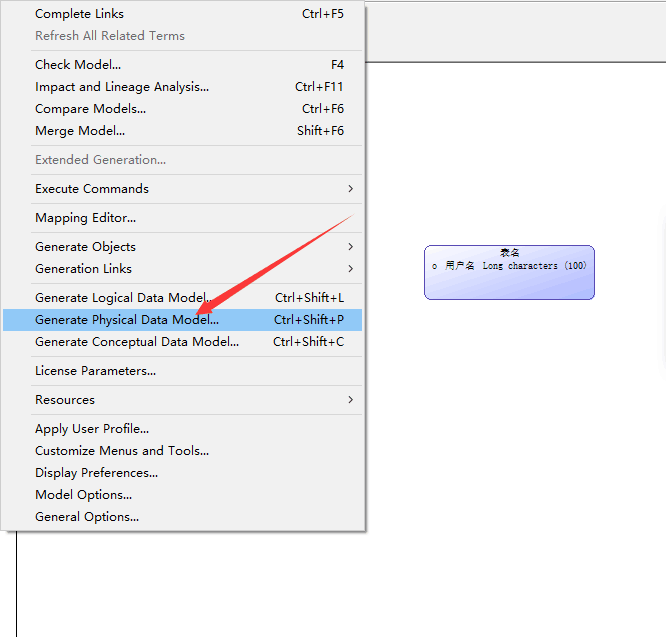 Complete Links Ctrl+F5
Refresh All Related Terms
Check Model... F4
Impact and Lineage Analysis... Ctrl+F11
Compare Models... Ctrl+F6
Merge Model... Shift+F6
Extended Generation...
Execute Commands
Mapping Editor...
Generate Objects
Generation Links
Generate Logical Data Model... Ctrl+Shift+L
Generate Physical Data Model... Ctrl+Shift+P
Generate Conceptual Data Model... Ctrl+Shift+C
License Parameters...
Resources
Apply User Profile...
Customize Menus and Tools...
Display Preferences...
Model Options...
General Options...
表名
o 用户名 Long characters (100)